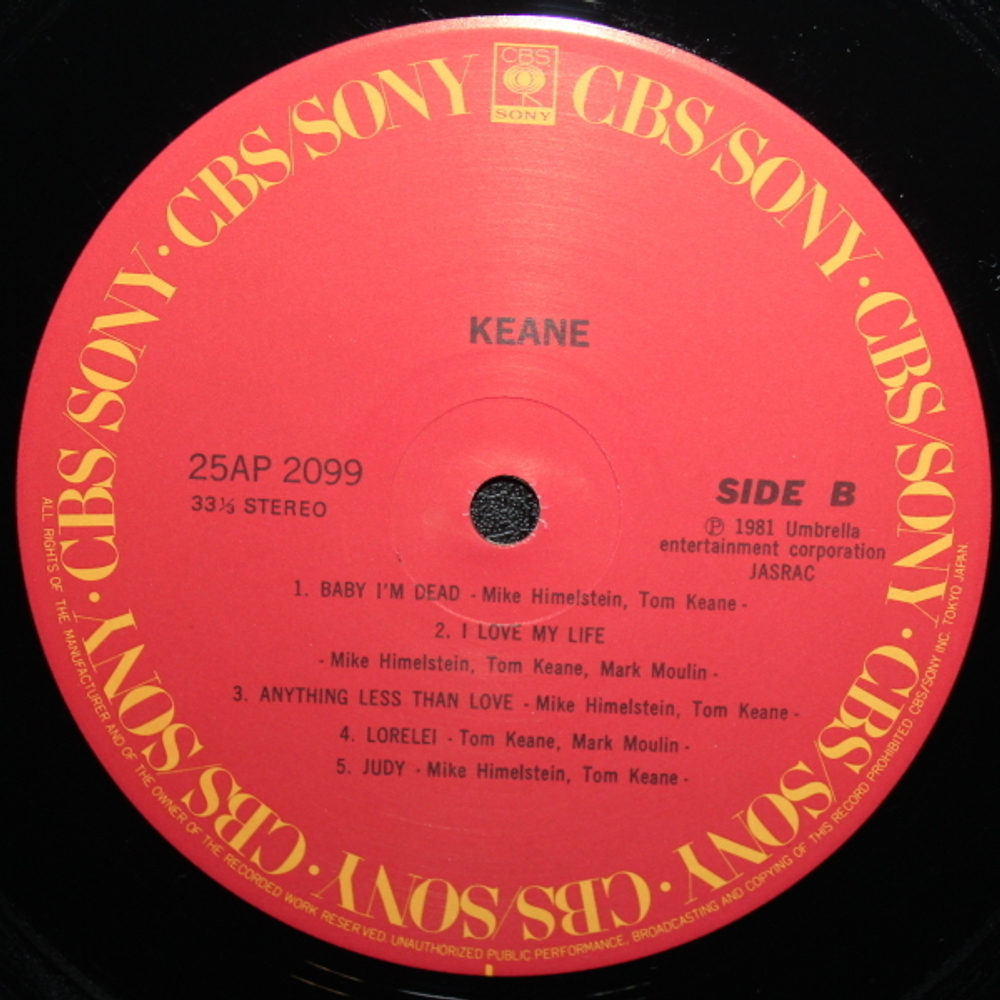 CBS
SONY
CBS/SONY · CBS/SONY · CBS/SONY · CBS/SONY · CBS/SONY · CBS/SONY · CBS/SONY
KEANE
25AP 2099
33⅓ STEREO
SIDE B
Ⓟ 1981 Umbrella
entertainment corporation
JASRAC
1. BABY I'M DEAD - Mike Himelstein, Tom Keane -
2. I LOVE MY LIFE
- Mike Himelstein, Tom Keane, Mark Moulin -
3. ANYTHING LESS THAN LOVE - Mike Himelstein, Tom Keane -
4. LORELEI - Tom Keane, Mark Moulin -
5. JUDY - Mike Himelstein, Tom Keane -
ALL RIGHTS OF THE MANUFACTURER AND OF THE OWNER OF THE RECORDED WORK RESERVED. UNAUTHORIZED PUBLIC PERFORMANCE, BROADCASTING AND COPYING OF THIS RECORD PROHIBITED CBS/SONY INC. TOKYO JAPAN